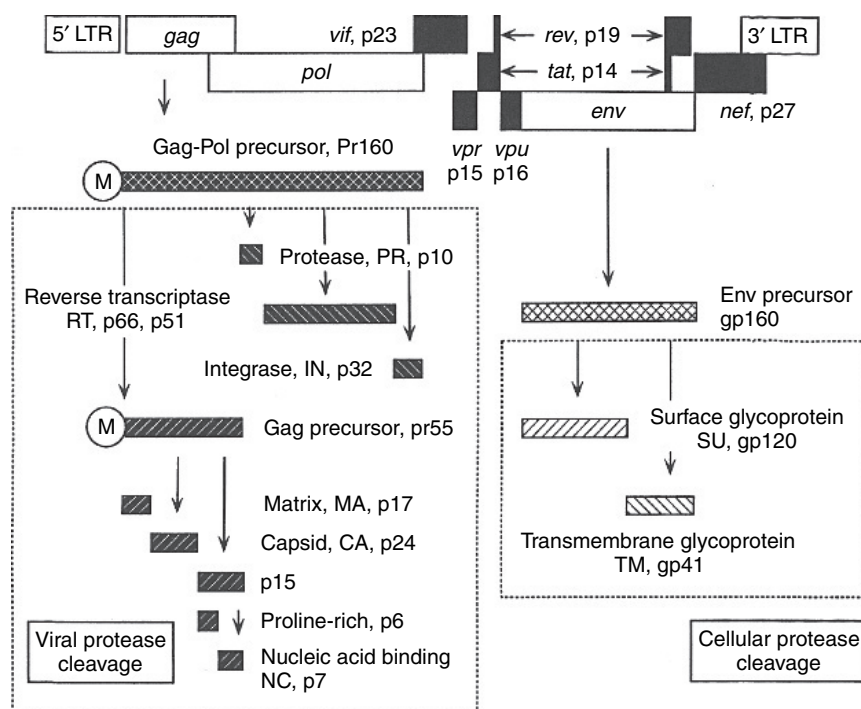 5′ LTR
gag
vif, p23
rev, p19
3′ LTR
pol
tat, p14
env
nef, p27
vpr
p15
vpu
p16
Gag-Pol precursor, Pr160
M
Protease, PR, p10
Reverse transcriptase
RT, p66, p51
Integrase, IN, p32
M
Gag precursor, pr55
Matrix, MA, p17
Capsid, CA, p24
p15
Proline-rich, p6
Nucleic acid binding
NC, p7
Viral protease
cleavage
Env precursor
gp160
Surface glycoprotein
SU, gp120
Transmembrane glycoprotein
TM, gp41
Cellular protease
cleavage